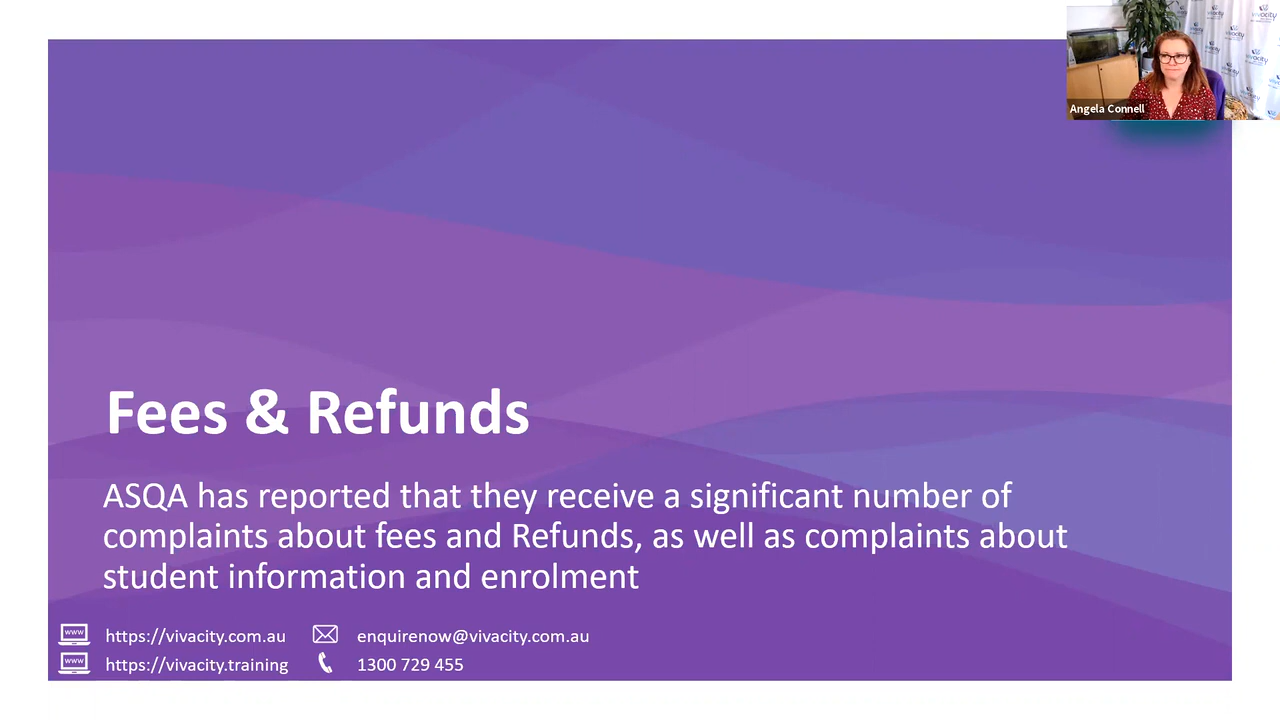 Angela Connell
Fees & Refunds
ASQA has reported that they receive a significant number of
complaints about fees and Refunds, as well as complaints about
student information and enrolment
www https://vivacity.com.au enquirenow@vivacity.com.au
www https://vivacity.training 1300 729 455